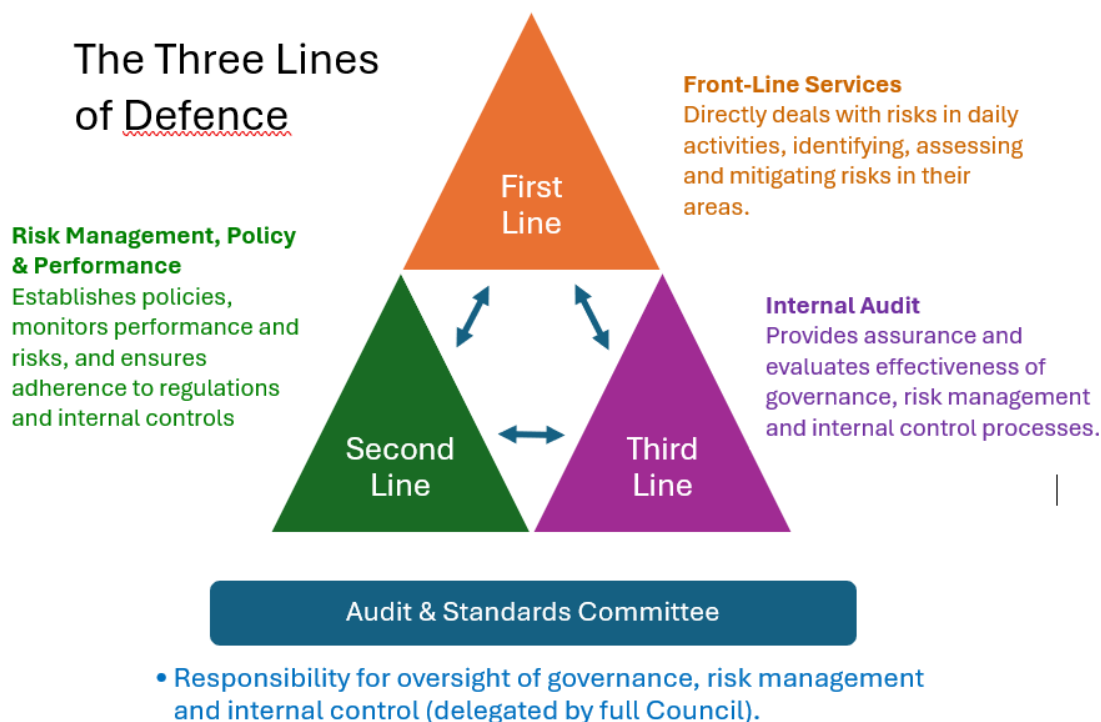 The Three Lines
of Defence
Front-Line Services
Directly deals with risks in daily
activities, identifying, assessing
and mitigating risks in their
areas.
First
Line
Risk Management, Policy
& Performance
Establishes policies,
monitors performance and
risks, and ensures
adherence to regulations
and internal controls
Internal Audit
Provides assurance and
evaluates effectiveness of
governance, risk management
and internal control processes.
Second
Line
Third
Line
Audit & Standards Committee
• Responsibility for oversight of governance, risk management
and internal control (delegated by full Council).